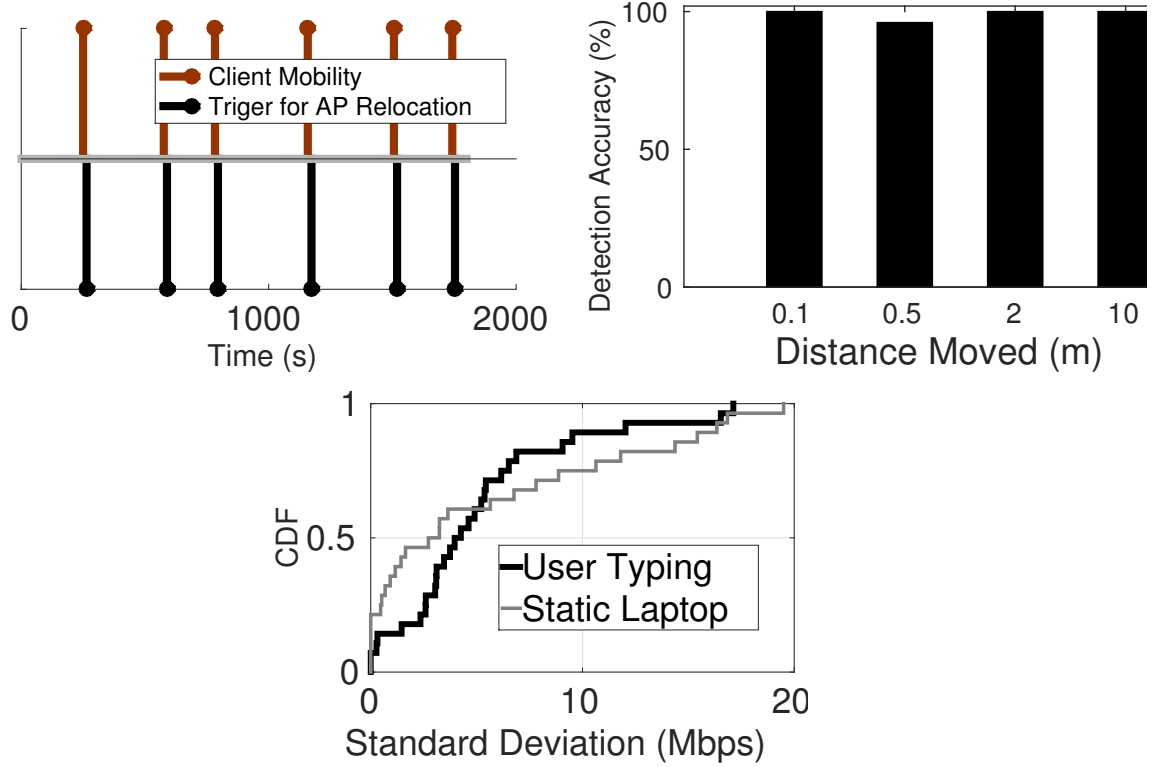 Client Mobility
Triger for AP Relocation
0
1000
2000
Time (s)
Detection Accuracy (%)
100
50
0
0.1
0.5
2
10
Distance Moved (m)
CDF
1
0.5
0
User Typing
Static Laptop
0
10
20
Standard Deviation (Mbps)